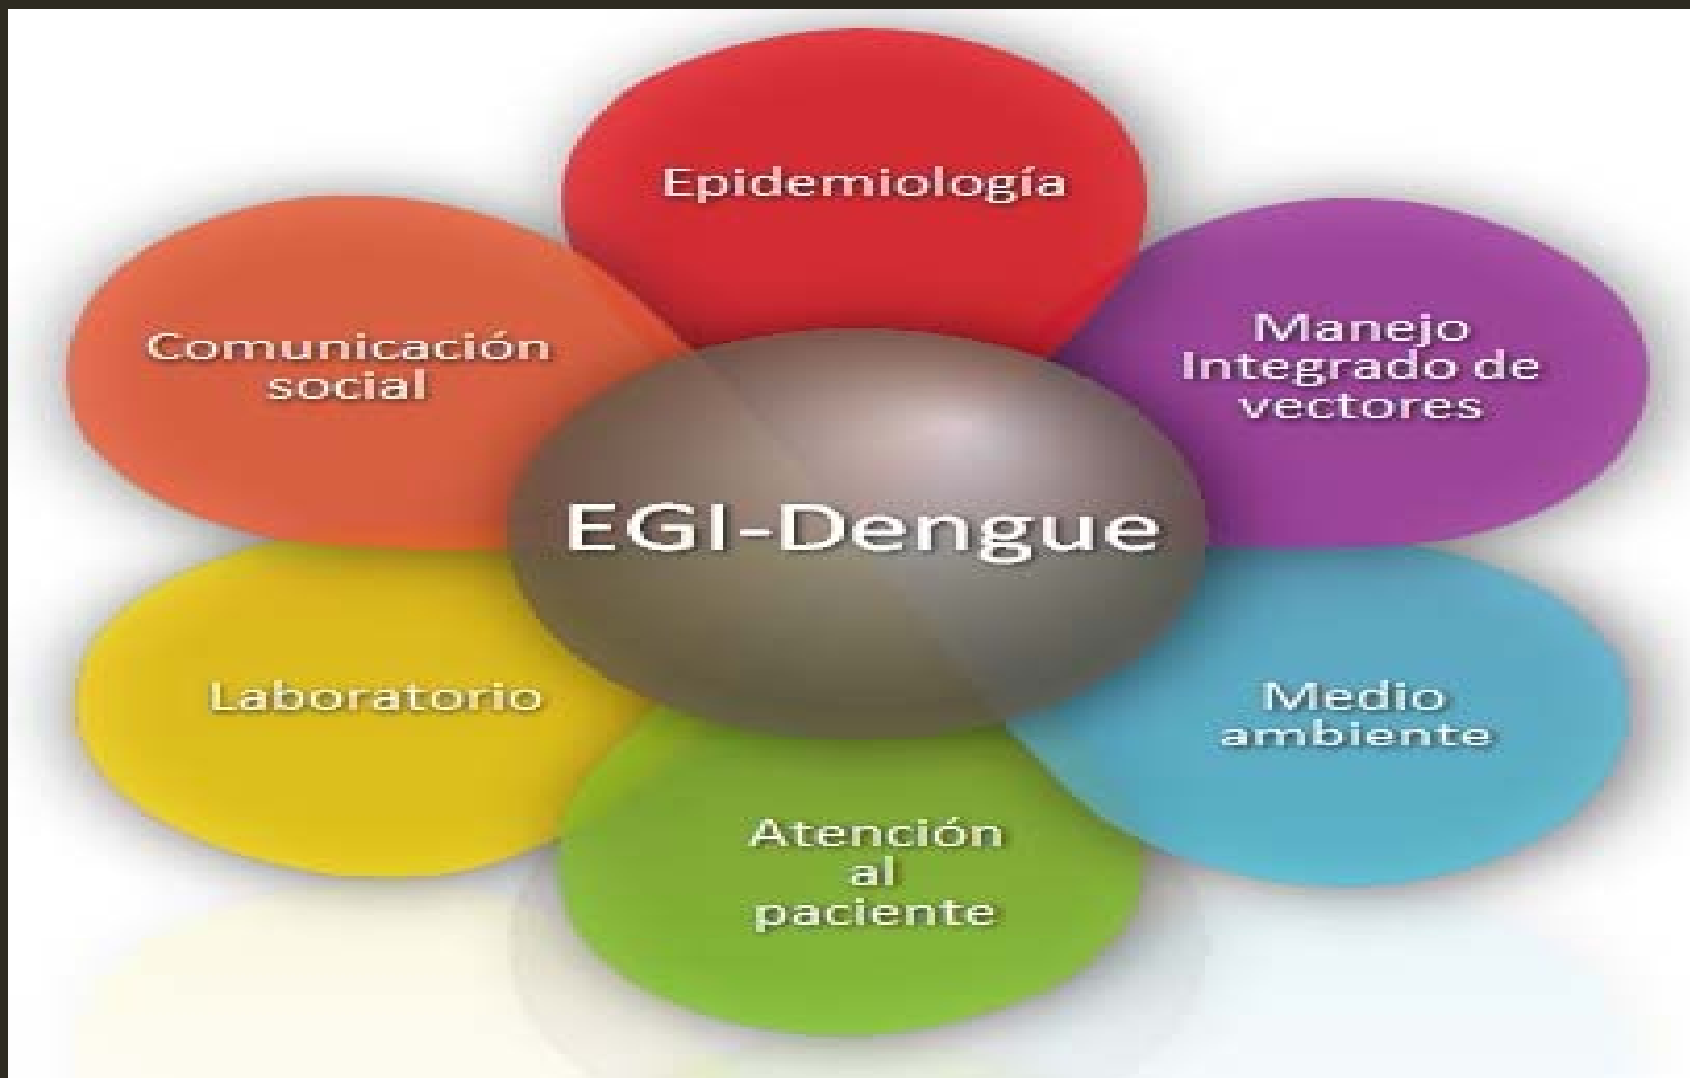 Epidemiología
Manejo
Integrado de
vectores
Comunicación
social
EGI-Dengue
Laboratorio
Medio
ambiente
Atención
al
paciente